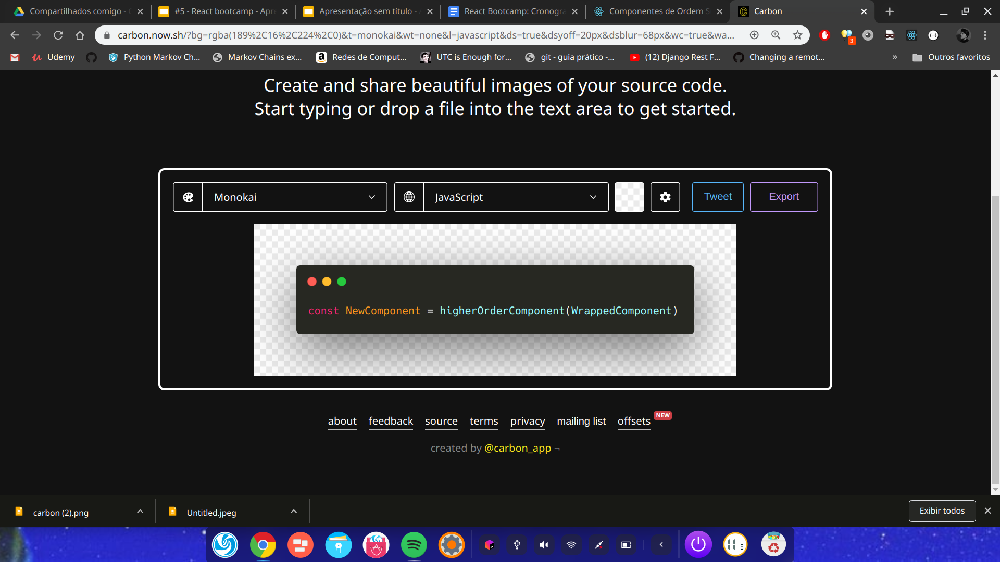 Compartilhados comigo -
#5 - React bootcamp - Apre
Apresentação sem título -
React Bootcamp: Cronogra
Componentes de Ordem S
Carbon
carbon.now.sh/?bg=rgba(189%2C16%2C224%2C0)&t=monokai&wt=none&l=javascript&ds=true&dsyoff=20px&dsblur=68px&wc=true&wa...
3
Udemy
Python Markov Ch...
Markov Chains ex...
Redes de Comput...
UTC is Enough for...
git - guia prático -...
(12) Django Rest F...
Changing a remot...
»
Outros favoritos
Create and share beautiful images of your source code.
Start typing or drop a file into the text area to get started.
Monokai
JavaScript
Tweet
Export
const NewComponent = higherOrderComponent(WrappedComponent)
about
feedback
source
terms
privacy
mailing list
offsets
NEW
created by @carbon_app ¬
carbon (2).png
Untitled.jpeg
Exibir todos
11 19